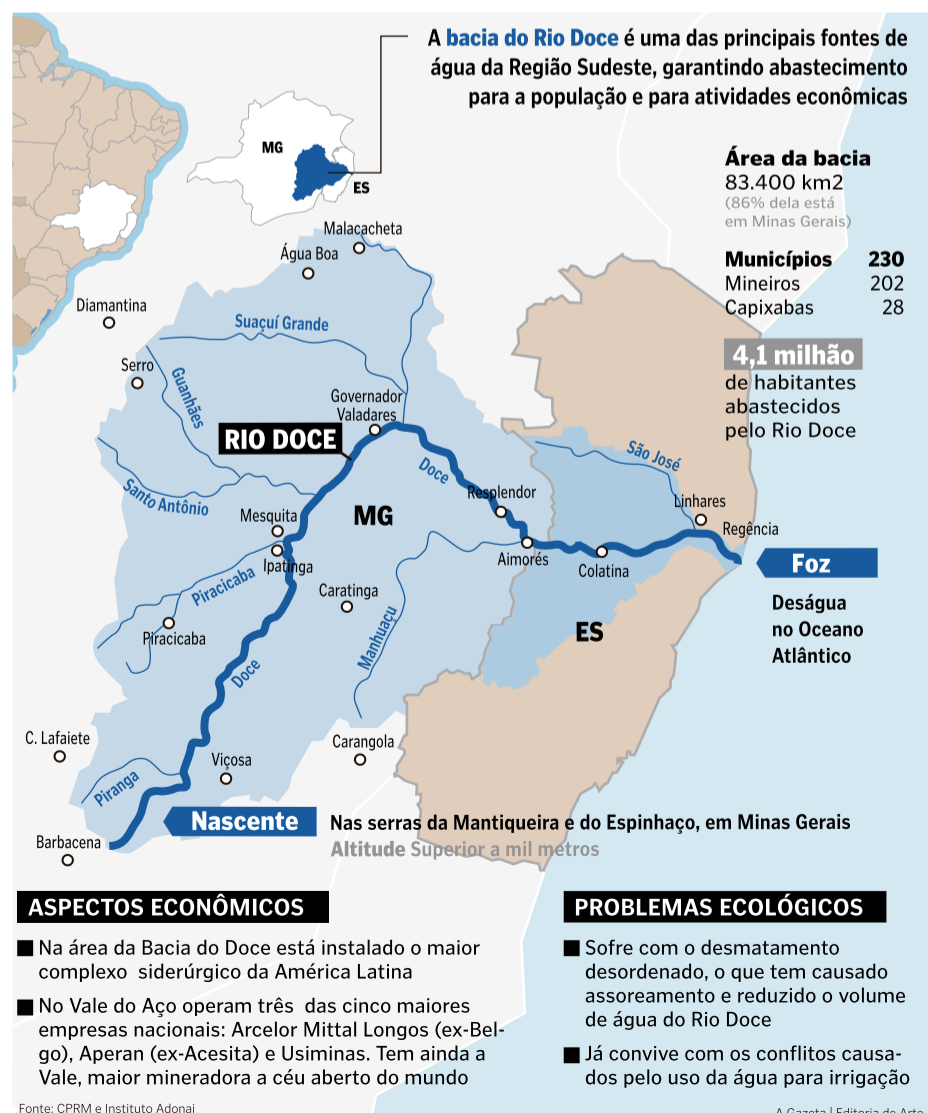 A bacia do Rio Doce é uma das principais fontes de
água da Região Sudeste, garantindo abastecimento
para a população e para atividades econômicas
MG
ES
Área da bacia
83.400 km2
(86% dela está
em Minas Gerais)
Municípios 230
Mineiros 202
Capixabas 28
4,1 milhão
de habitantes
abastecidos
pelo Rio Doce
Malacacheta
Água Boa
Diamantina
Suaçuí Grande
Serro
Guanhães
Governador
Valadares
RIO DOCE
Doce
São José
Santo Antônio
Resplendor
Linhares
Mesquita
MG
Regência
Ipatinga
Aimorés
Colatina
Foz
Piracicaba
Caratinga
Deságua
no Oceano
Atlântico
Piracicaba
Manhuaçu
ES
Doce
C. Lafaiete
Carangola
Viçosa
Piranga
Nascente
Nas serras da Mantiqueira e do Espinhaço, em Minas Gerais
Altitude Superior a mil metros
Barbacena
ASPECTOS ECONÔMICOS
■ Na área da Bacia do Doce está instalado o maior
complexo siderúrgico da América Latina
■ No Vale do Aço operam três das cinco maiores
empresas nacionais: Arcelor Mittal Longos (ex-Bel-
go), Aperan (ex-Acesita) e Usiminas. Tem ainda a
Vale, maior mineradora a céu aberto do mundo
PROBLEMAS ECOLÓGICOS
■ Sofre com o desmatamento
desordenado, o que tem causado
assoreamento e reduzido o volume
de água do Rio Doce
■ Já convive com os conflitos causa-
dos pelo uso da água para irrigação
Fonte: CPRM e Instituto Adonai
A Gazeta | Editoria de Arte